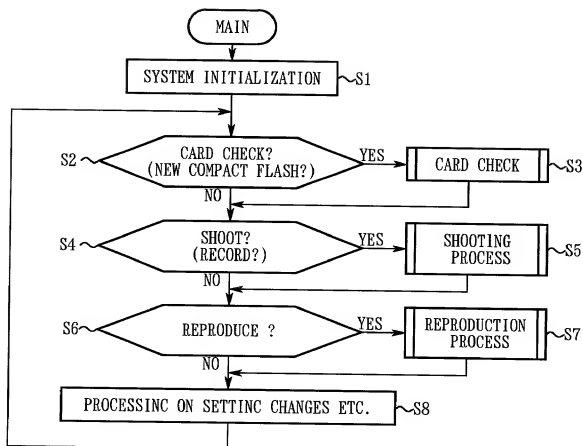 MAIN
SYSTEM INITIALIZATION
S1
S2
CARD CHECK?
(NEW COMPACT FLASH?)
YES
CARD CHECK
S3
NO
S4
SHOOT?
(RECORD?)
YES
SHOOTING
PROCESS
S5
NO
S6
REPRODUCE ?
YES
REPRODUCTION
PROCESS
S7
NO
PROCESSINC ON SETTINC CHANGES ETC.
S8